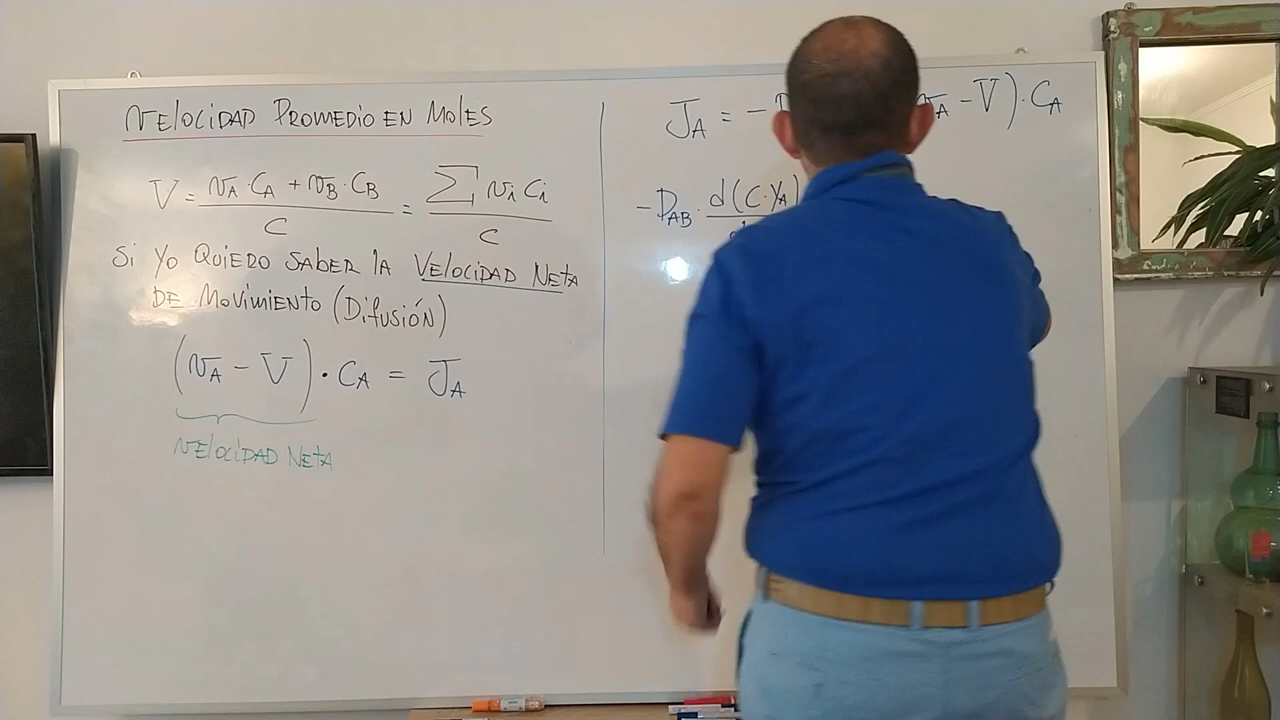 VELOCIDAD PROMEDIO EN MOLES
V = (vA · CA + vB · CB) / C = Σ vi Ci / C
Si YO QUIERO SABER LA VELOCIDAD NETA
DE MOVIMIENTO (DIFUSIÓN)
(vA - V) · CA = JA
VELOCIDAD NETA
JA = - A - V) · CA
-DAB · d(C·yA)